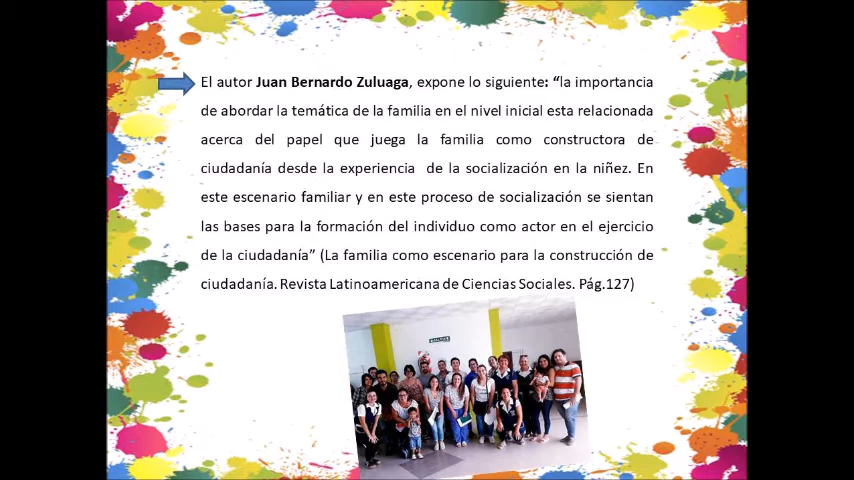 El autor Juan Bernardo Zuluaga, expone lo siguiente: “la importancia
de abordar la temática de la familia en el nivel inicial esta relacionada
acerca del papel que juega la familia como constructora de
ciudadanía desde la experiencia de la socialización en la niñez. En
este escenario familiar y en este proceso de socialización se sientan
las bases para la formación del individuo como actor en el ejercicio
de la ciudadanía” (La familia como escenario para la construcción de
ciudadanía. Revista Latinoamericana de Ciencias Sociales. Pág.127)